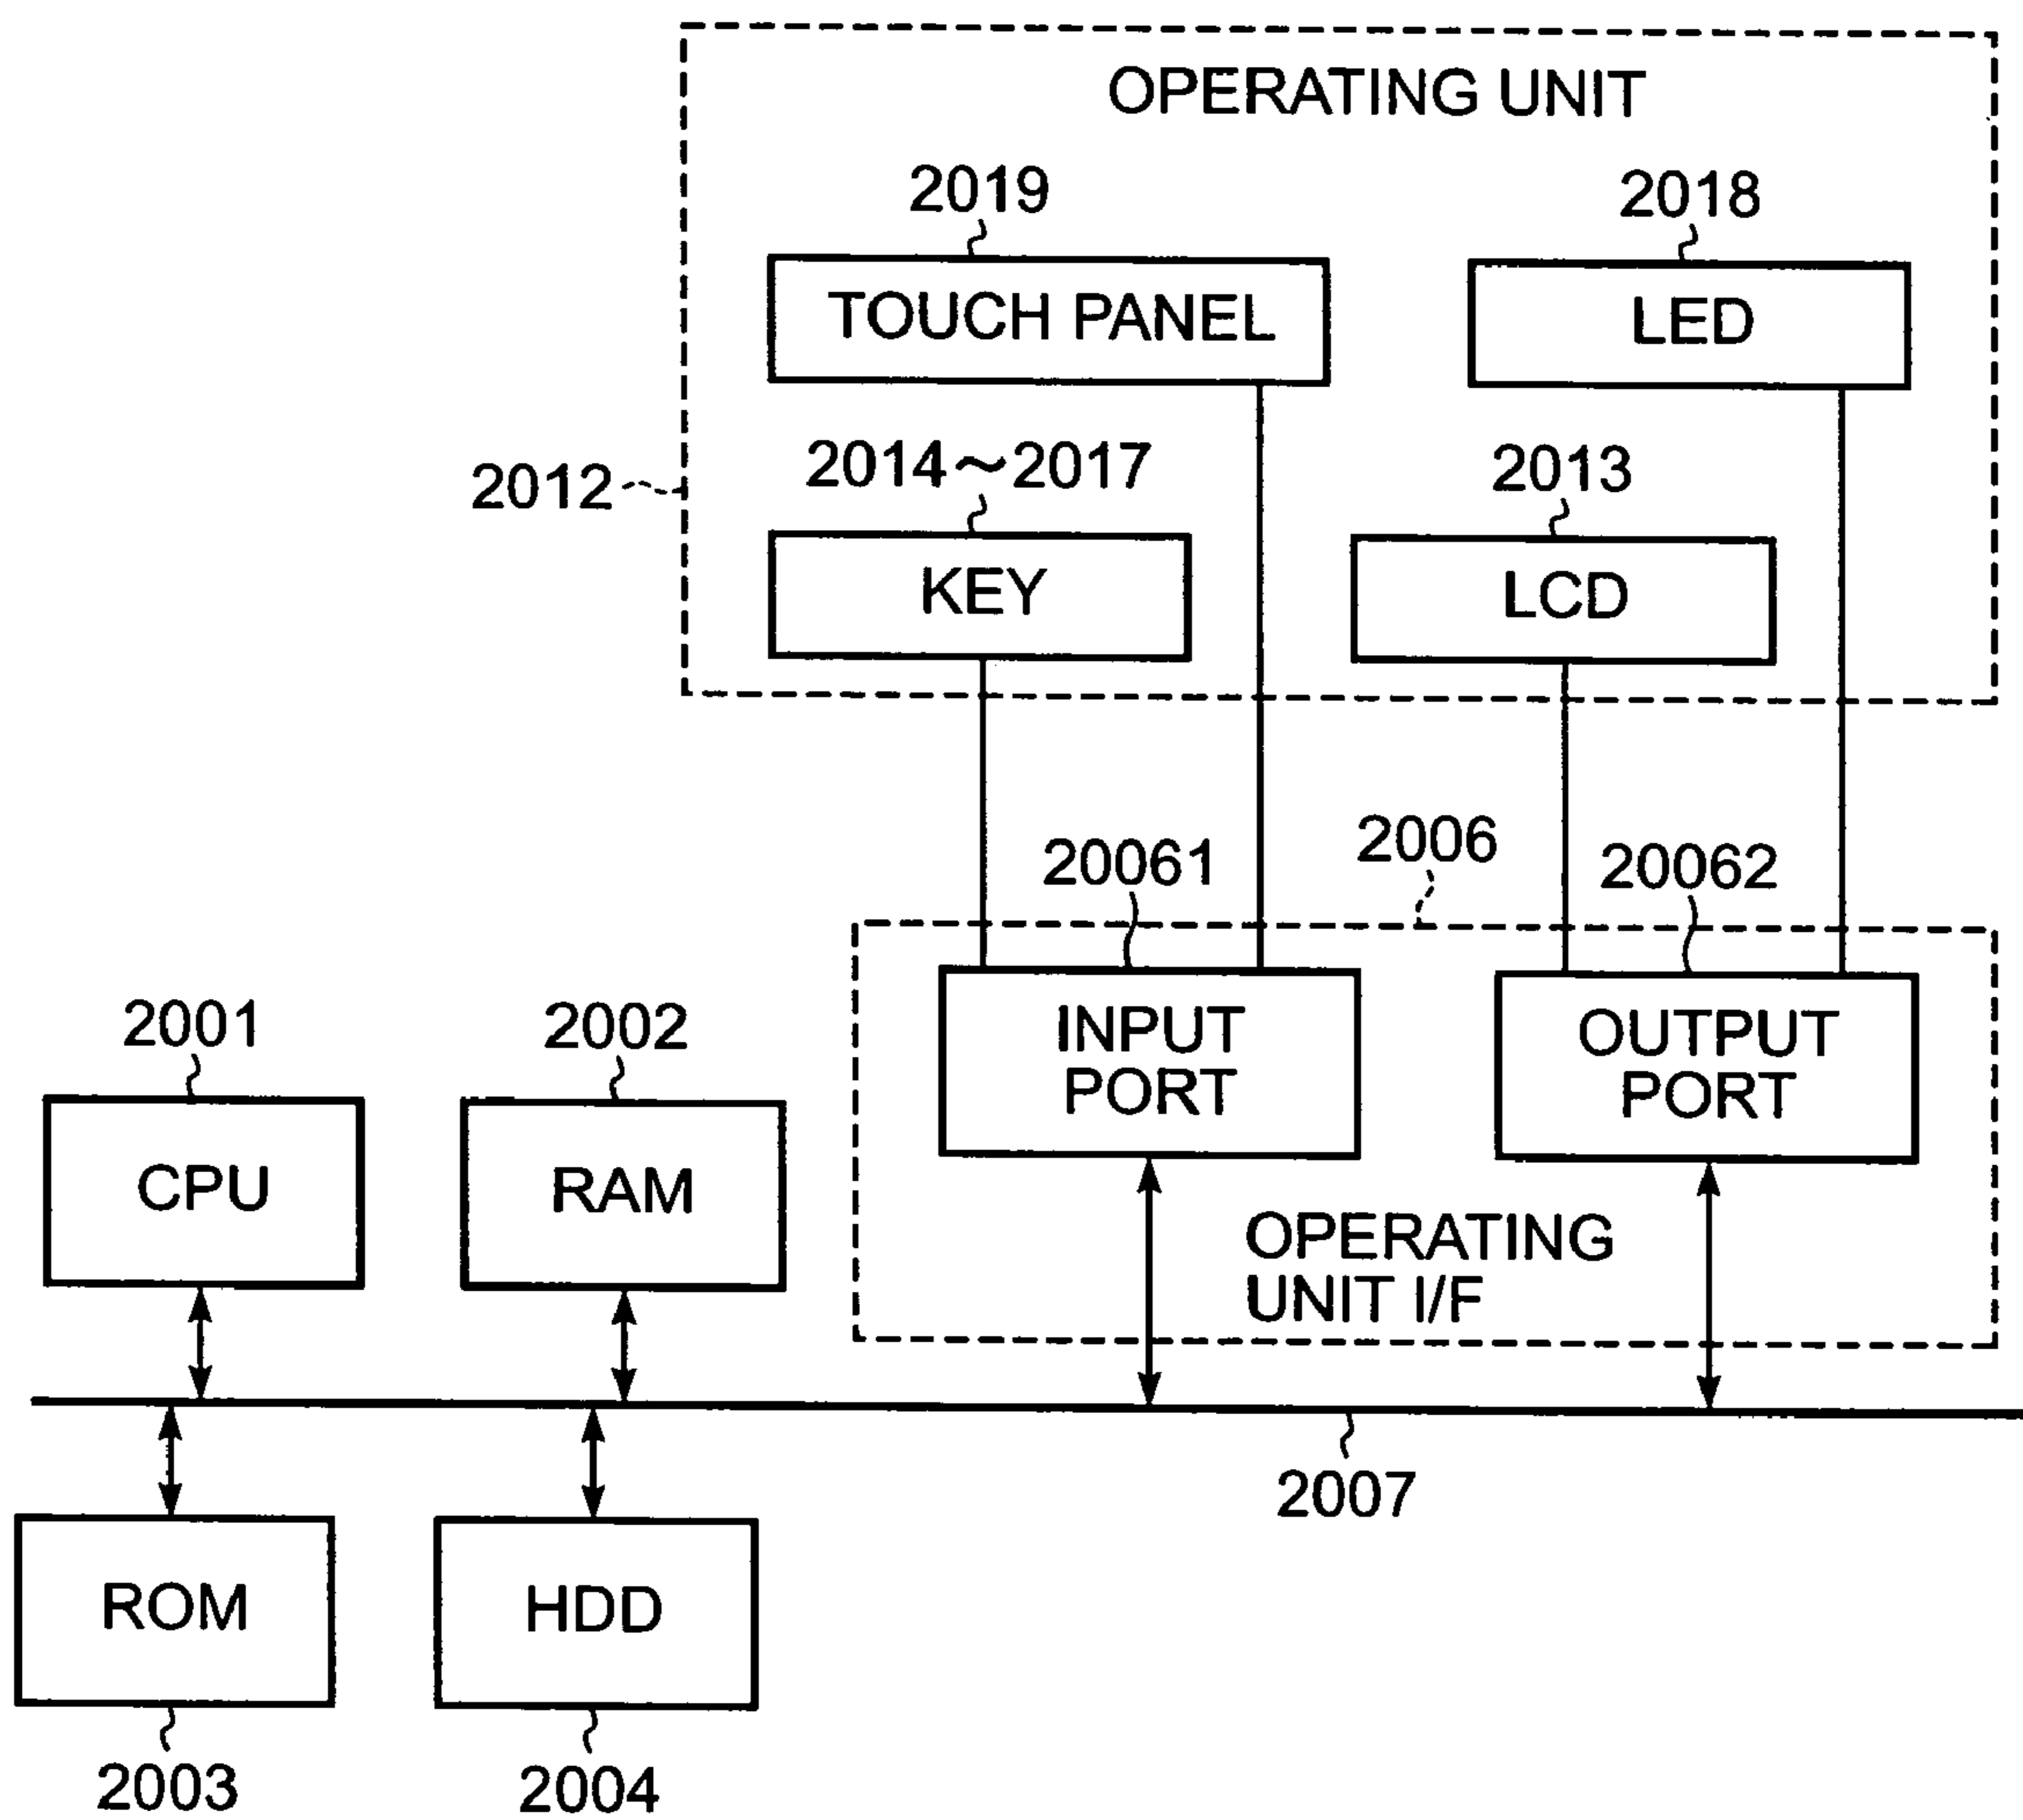 OPERATING UNIT
2019
2018
TOUCH PANEL
LED
2012
2014～2017
2013
KEY
LCD
2006
20061
20062
INPUT
PORT
OUTPUT
PORT
2001
2002
CPU
RAM
OPERATING
UNIT I/F
2007
ROM
HDD
2003
2004